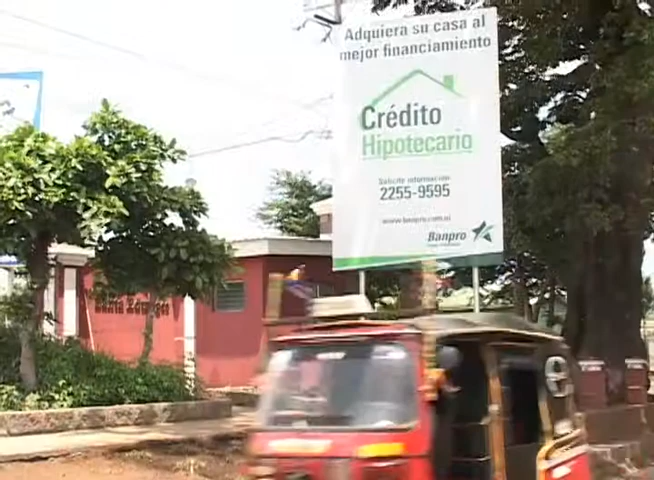 Adquiera su casa al
mejor financiamiento
Crédito
Hipotecario
Solicite información
2255-9595
www.banpro.com.ni
Banpro